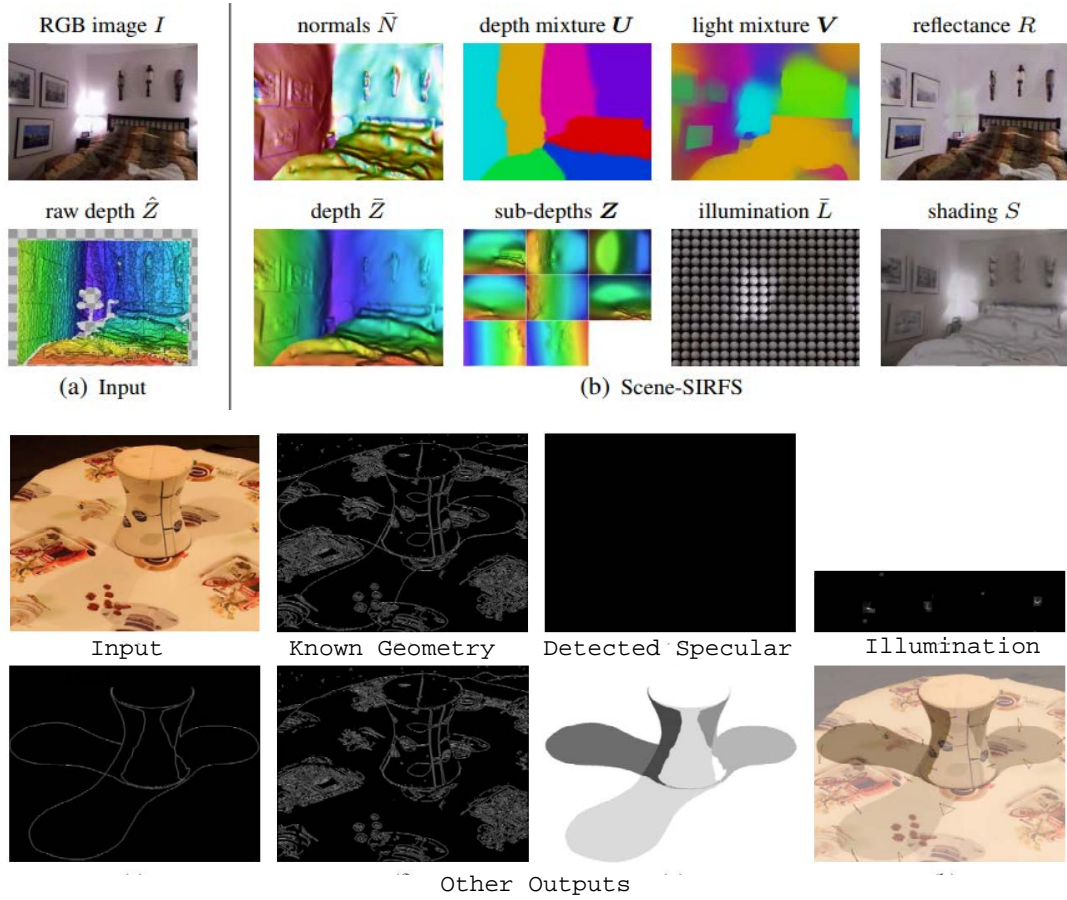 RGB image I
normals N̄
depth mixture U
light mixture V
reflectance R
raw depth Ẑ
depth Z̄
sub-depths Z
illumination L̄
shading S
(a) Input
(b) Scene-SIRFS
Input
Known Geometry
Detected Specular
Illumination
Other Outputs